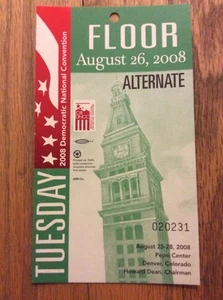 FLOOR
August 26, 2008
ALTERNATE
TUESDAY
2008 Democratic National Convention
020231
August 25-28, 2008
Pepsi Center
Denver, Colorado
Howard Dean, Chairman